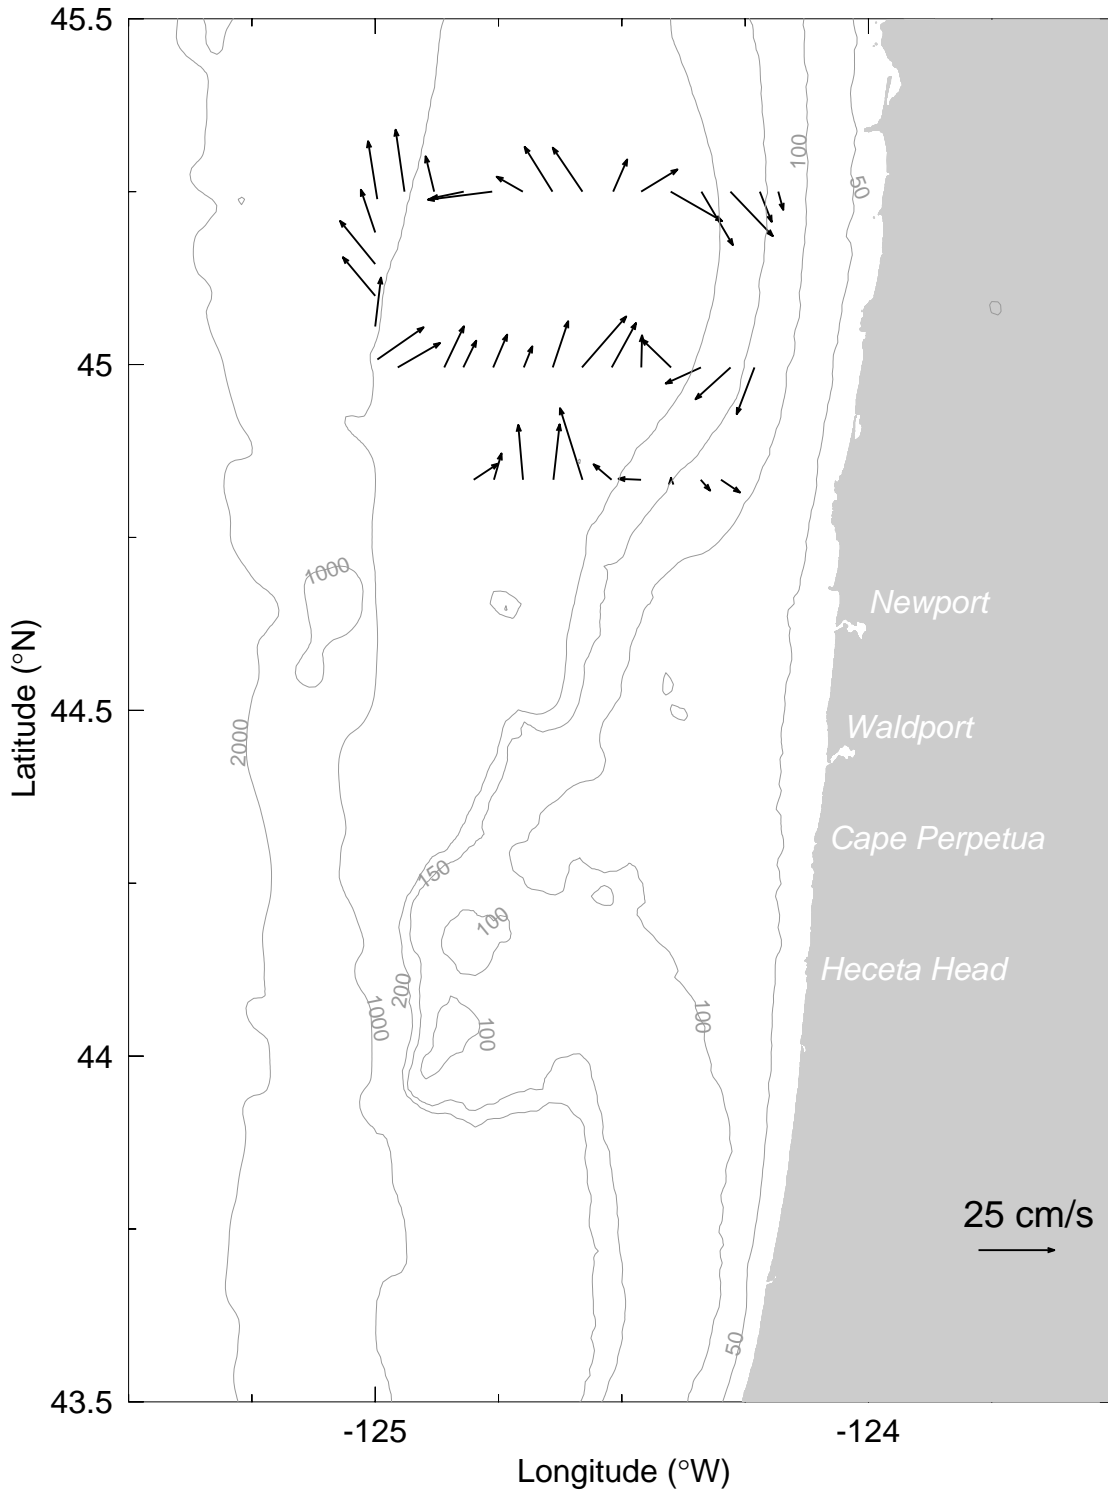 45.5
100
50
45
1000
Newport
Latitude (°N)
44.5
2000
Waldport
Cape Perpetua
150
100
Heceta Head
200
1000
100
100
44
25 cm/s
50
43.5
-125
-124
Longitude (°W)